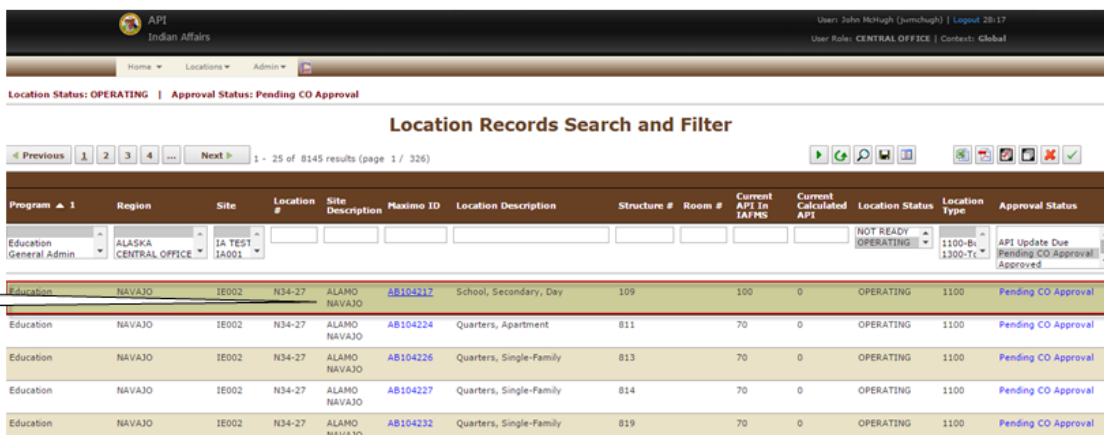 API
Indian Affairs
User: John McHugh (jwmchugh) | Logout 28:17
User Role: CENTRAL OFFICE | Context: Global
Home Locations Admin
Location Status: OPERATING | Approval Status: Pending CO Approval
Location Records Search and Filter
Previous 1 2 3 4 ... Next 1 - 25 of 8145 results (page 1 / 326)
Program ▲ 1 Region Site Location # Site Description Maximo ID Location Description Structure # Room # Current API In IAFMS Current Calculated API Location Status Location Type Approval Status
NOT READY
Education ALASKA IA TEST OPERATING 1100-Bu API Update Due
General Admin CENTRAL OFFICE IA001 1300-To Pending CO Approval
Approved
Education NAVAJO IE002 N34-27 ALAMO NAVAJO AB104217 School, Secondary, Day 109 100 0 OPERATING 1100 Pending CO Approval
Education NAVAJO IE002 N34-27 ALAMO NAVAJO AB104224 Quarters, Apartment 811 70 0 OPERATING 1100 Pending CO Approval
Education NAVAJO IE002 N34-27 ALAMO NAVAJO AB104226 Quarters, Single-Family 813 70 0 OPERATING 1100 Pending CO Approval
Education NAVAJO IE002 N34-27 ALAMO NAVAJO AB104227 Quarters, Single-Family 814 70 0 OPERATING 1100 Pending CO Approval
Education NAVAJO IE002 N34-27 ALAMO NAVAJO AB104232 Quarters, Single-Family 819 70 0 OPERATING 1100 Pending CO Approval